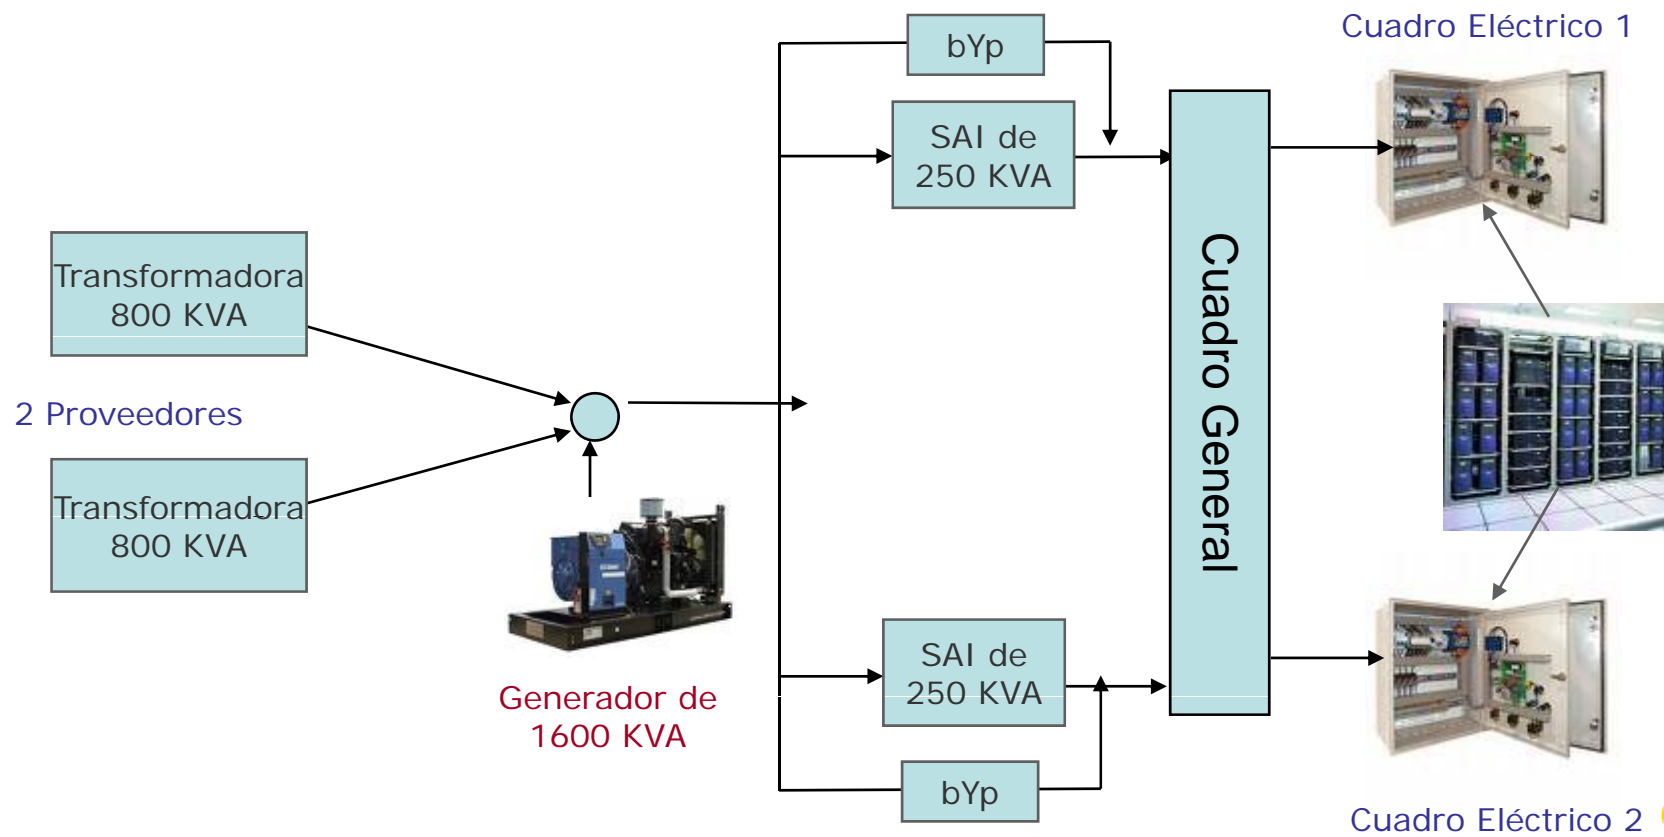 Cuadro Eléctrico 1
bYp
SAI de
250 KVA
Transformadora
800 KVA
2 Proveedores
Transformadora
800 KVA
Generador de
1600 KVA
Cuadro General
SAI de
250 KVA
bYp
Cuadro Eléctrico 2